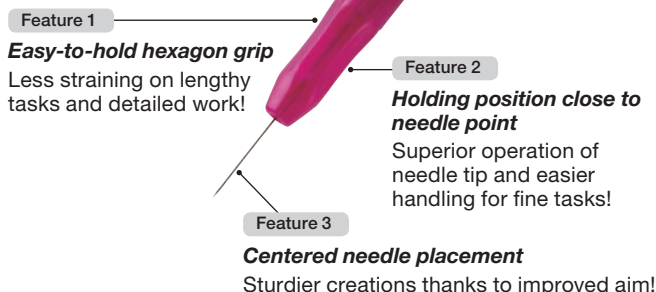 Feature 1
Easy-to-hold hexagon grip
Less straining on lengthy
tasks and detailed work!
Feature 2
Holding position close to
needle point
Superior operation of
needle tip and easier
handling for fine tasks!
Feature 3
Centered needle placement
Sturdier creations thanks to improved aim!